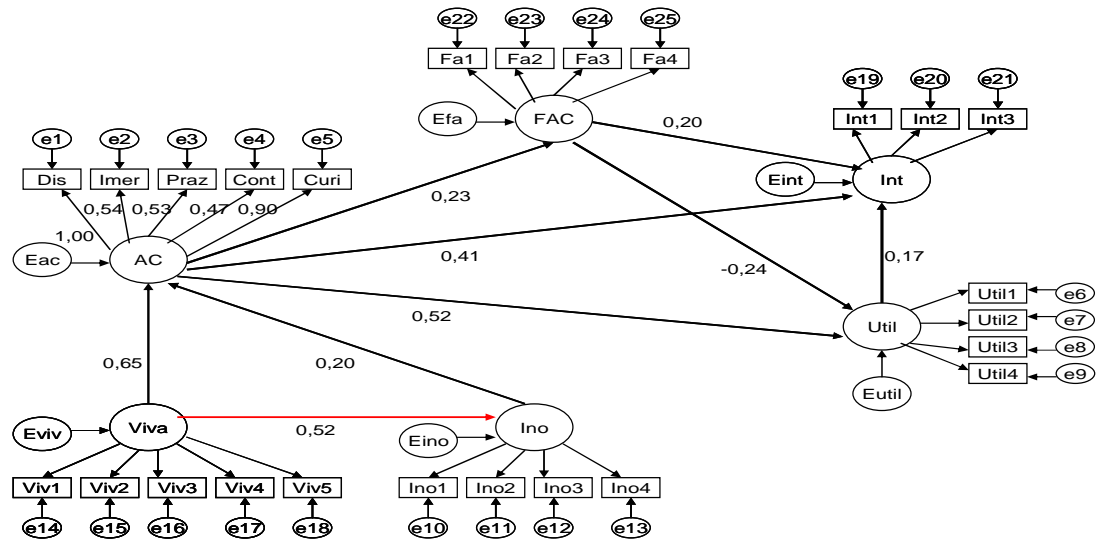 e22 e23 e24 e25
Fa1 Fa2 Fa3 Fa4
e19 e20 e21
Efa FAC 0,20 Int1 Int2 Int3
e1 e2 e3 e4 e5
Dis Imer Praz Cont Curi
Eint Int
0,54 0,53 0,47 0,90 0,23
1,00
Eac AC 0,41 -0,24 0,17
Util1 e6
0,52 Util Util2 e7
Util3 e8
0,65 0,20 Util4 e9
Eutil
Eviv Viva 0,52 Eino Ino
Viv1 Viv2 Viv3 Viv4 Viv5 Ino1 Ino2 Ino3 Ino4
e14 e15 e16 e17 e18 e10 e11 e12 e13